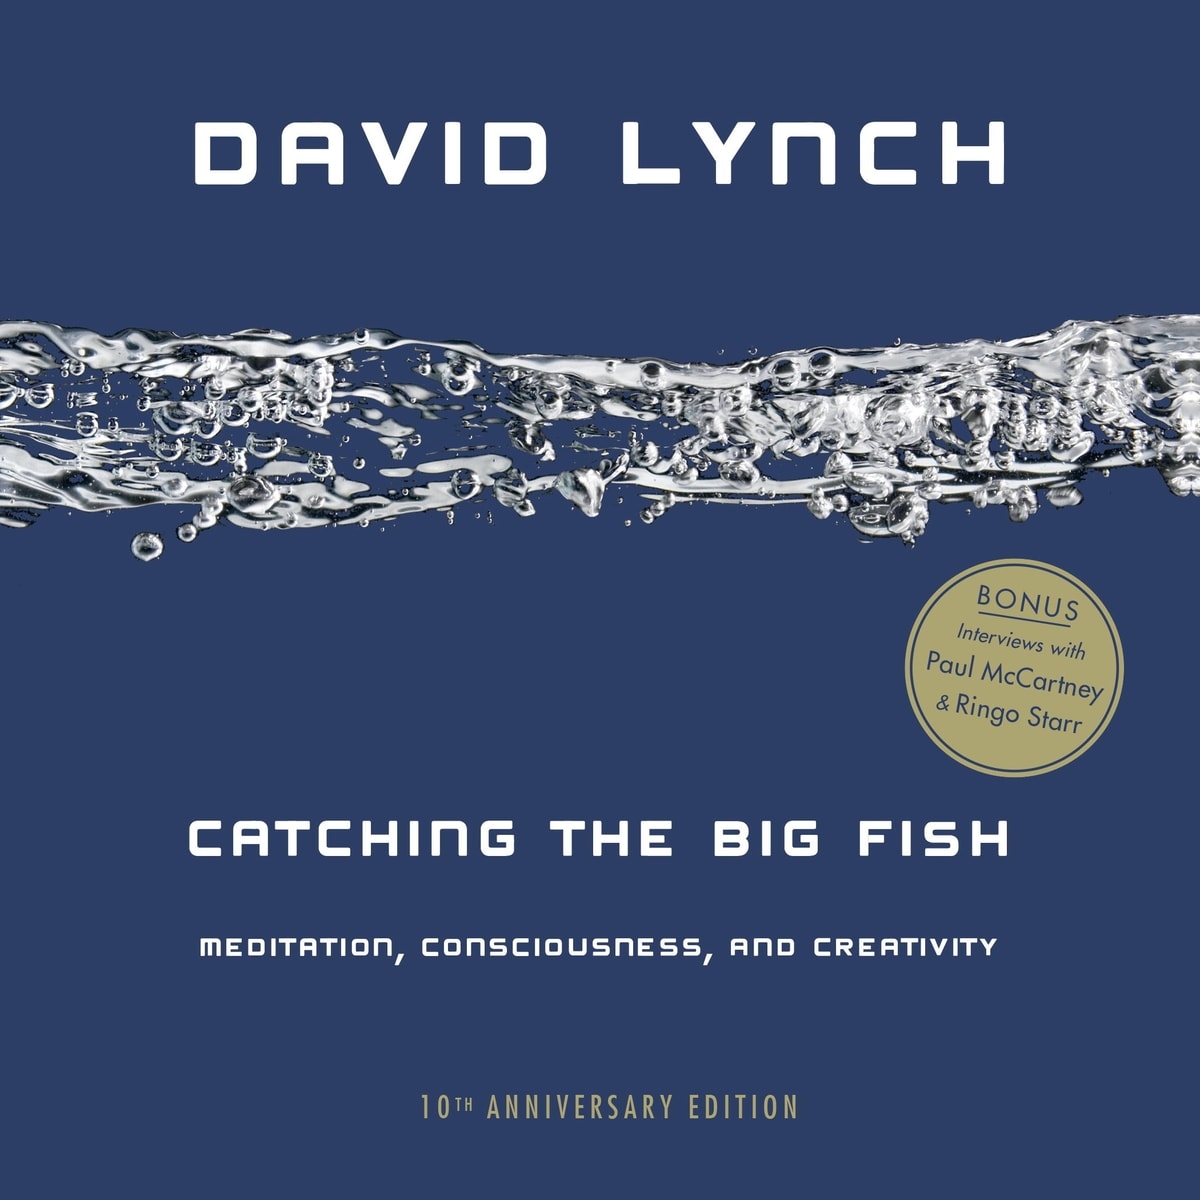 DAVID LYNCH
BONUS
Interviews with
Paul McCartney
& Ringo Starr
CATCHING THE BIG FISH
MEDITATION, CONSCIOUSNESS, AND CREATIVITY
10TH ANNIVERSARY EDITION